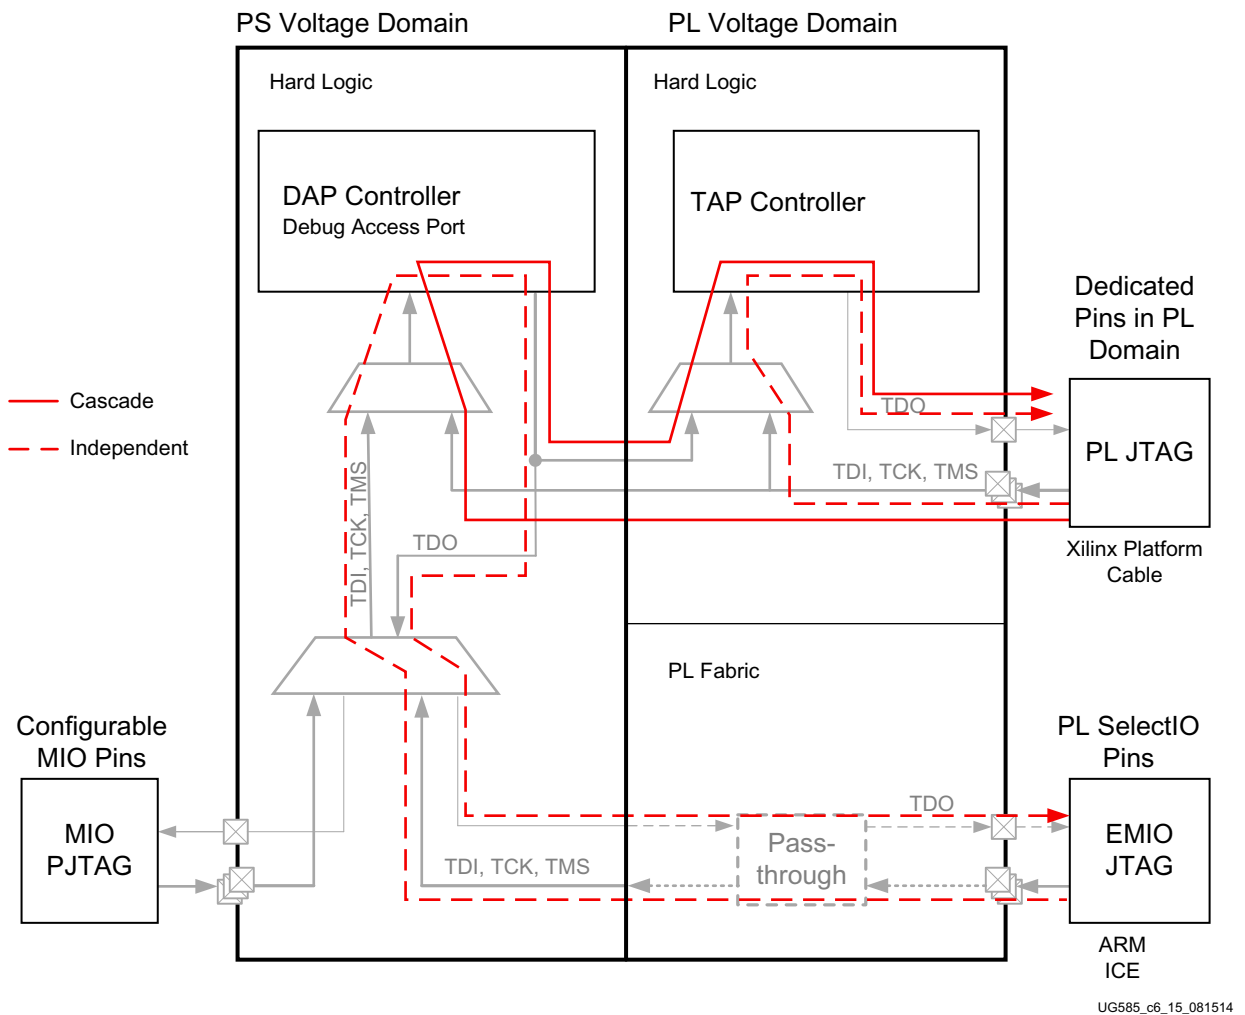 PS Voltage Domain
PL Voltage Domain
Hard Logic
Hard Logic
DAP Controller
Debug Access Port
TAP Controller
Dedicated
Pins in PL
Domain
Cascade
Independent
TDO
PL JTAG
TDI, TCK, TMS
TDI, TCK, TMS
TDO
Xilinx Platform
Cable
PL Fabric
Configurable
MIO Pins
PL SelectIO
Pins
MIO
PJTAG
TDO
Pass-
through
EMIO
JTAG
TDI, TCK, TMS
ARM
ICE
UG585_c6_15_081514